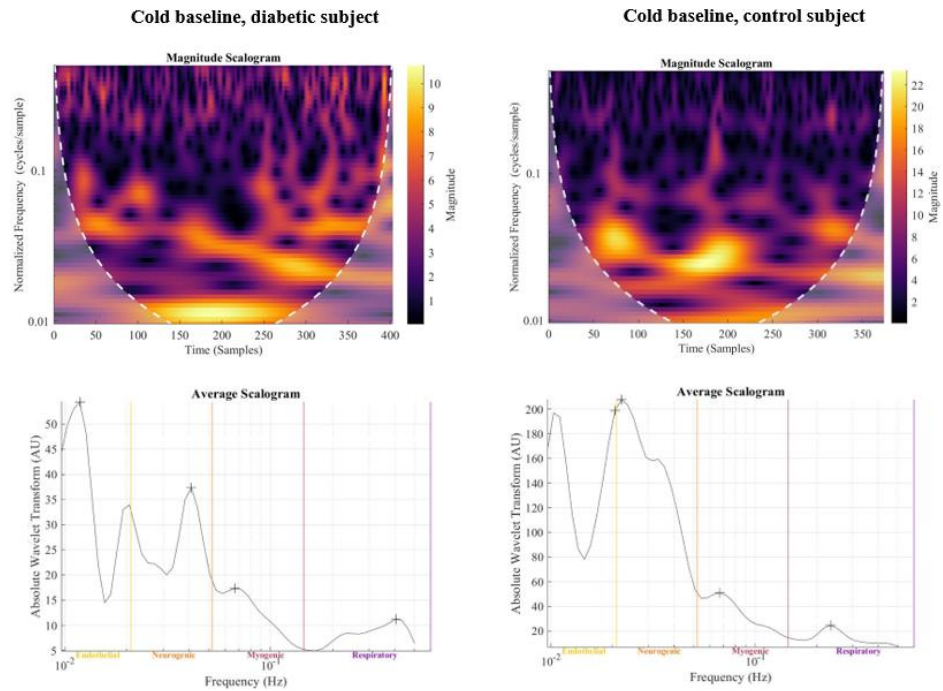 Cold baseline, diabetic subject
Cold baseline, control subject
Magnitude Scalogram
Normalized Frequency (cycles/sample)
0.1
0.01
0 50 100 150 200 250 300 350 400
Time (Samples)
10
9
8
7
6
5
4
3
2
1
Magnitude
Magnitude Scalogram
Normalized Frequency (cycles/sample)
0.1
0.01
0 50 100 150 200 250 300 350
Time (Samples)
22
20
18
16
14
12
10
8
6
4
2
Magnitude
Average Scalogram
Absolute Wavelet Transform (AU)
50
45
40
35
30
25
20
15
10
5
Endothelial Neurogenic Myogenic Respiratory
10-2 10-1
Frequency (Hz)
Average Scalogram
Absolute Wavelet Transform (AU)
200
180
160
140
120
100
80
60
40
20
Endothelial Neurogenic Myogenic Respiratory
10-2 10-1
Frequency (Hz)